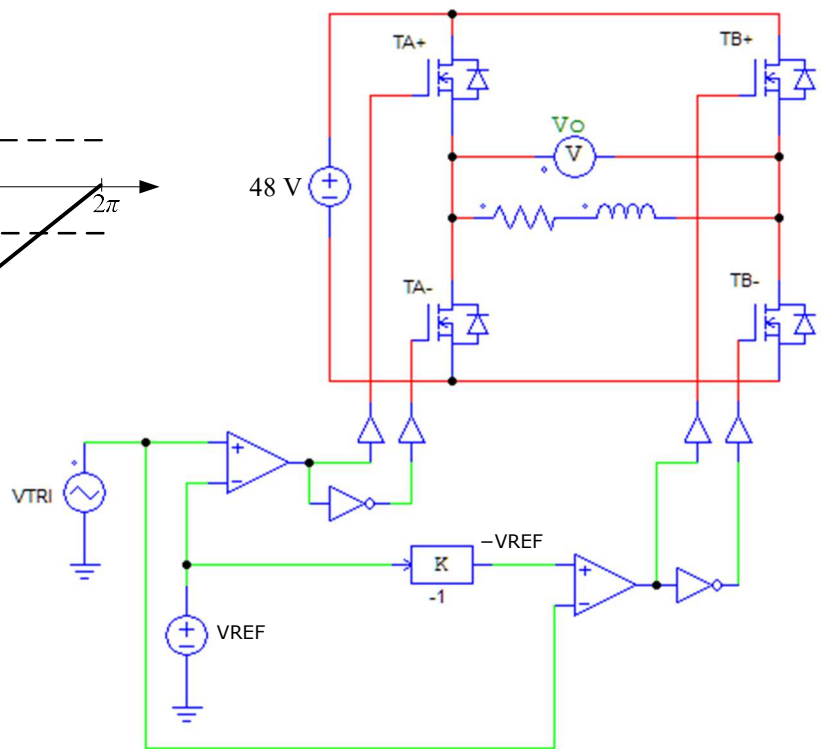 TA+
TB+
Vo
V
48 V
2π
TA-
TB-
VTRI
K
-1
−VREF
VREF